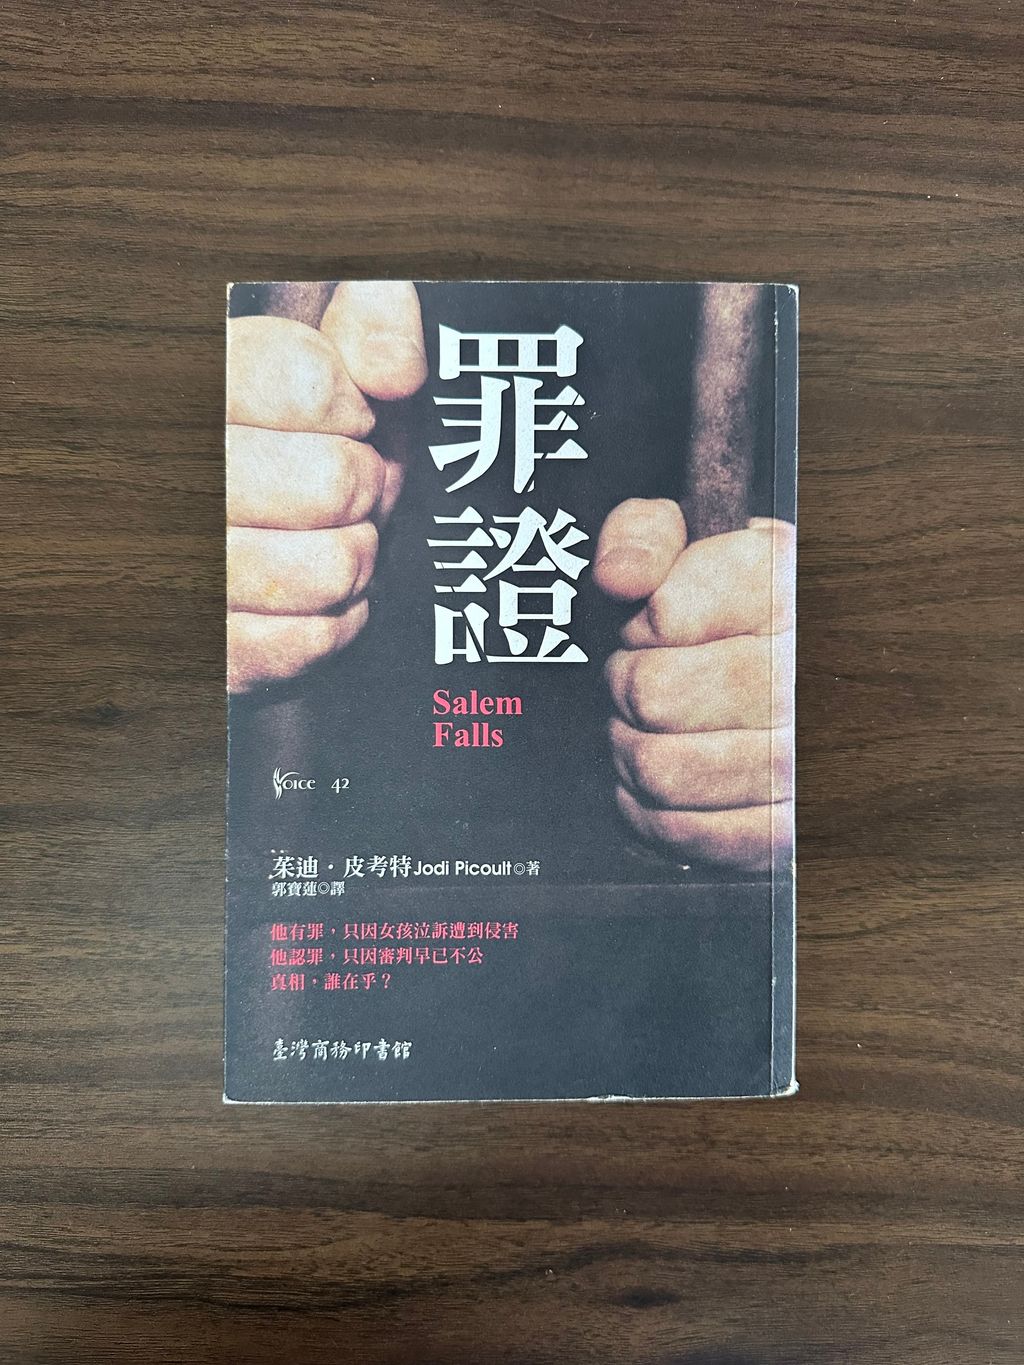 罪證
Salem
Falls
Voice 42
茱迪・皮考特Jodi Picoult◎著
郭寶蓮◎譯
他有罪，只因女孩泣訴遭到侵害
他認罪，只因審判早已不公
真相，誰在乎？
臺灣商務印書館